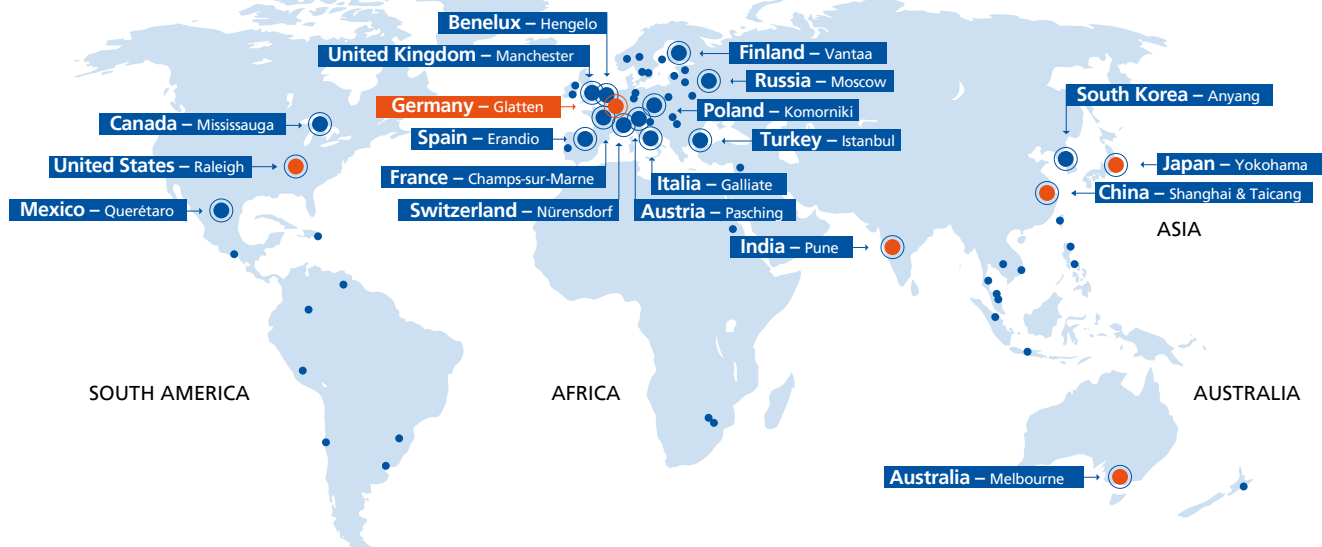 Benelux – Hengelo
United Kingdom – Manchester
Finland – Vantaa
Russia – Moscow
Germany – Glatten
South Korea – Anyang
Canada – Mississauga
Poland – Komorniki
Spain – Erandio
Turkey – Istanbul
United States – Raleigh
Japan – Yokohama
France – Champs-sur-Marne
Italia – Galliate
China – Shanghai & Taicang
Mexico – Querétaro
Switzerland – Nürensdorf
Austria – Pasching
ASIA
India – Pune
SOUTH AMERICA
AFRICA
AUSTRALIA
Australia – Melbourne